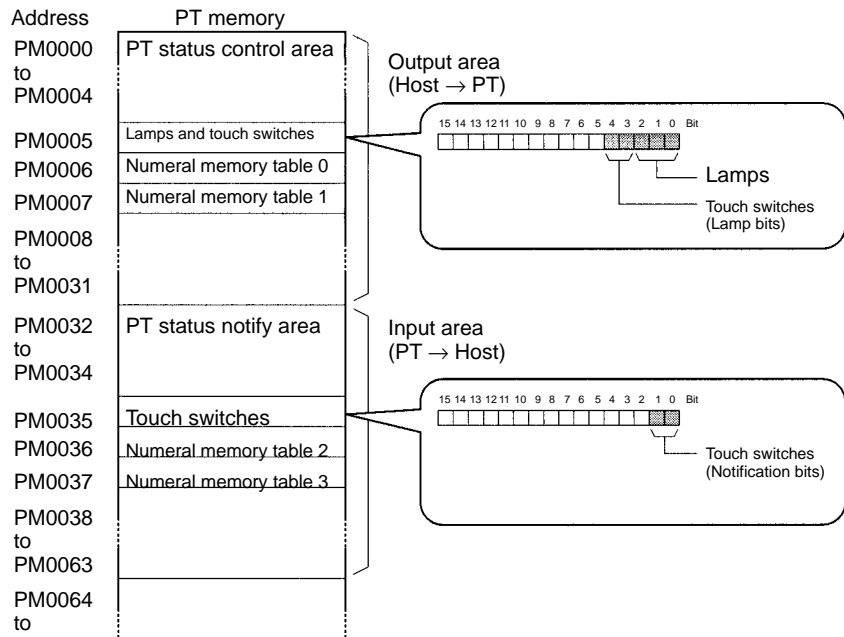 Address PT memory
PM0000 PT status control area
to
PM0004
Output area
(Host → PT)
PM0005 Lamps and touch switches
PM0006 Numeral memory table 0
PM0007 Numeral memory table 1
PM0008
to
PM0031
15 14 13 12 11 10 9 8 7 6 5 4 3 2 1 0 Bit
Lamps
Touch switches
(Lamp bits)
PM0032 PT status notify area
to
PM0034
Input area
(PT → Host)
PM0035 Touch switches
PM0036 Numeral memory table 2
PM0037 Numeral memory table 3
PM0038
to
PM0063
15 14 13 12 11 10 9 8 7 6 5 4 3 2 1 0 Bit
Touch switches
(Notification bits)
PM0064
to